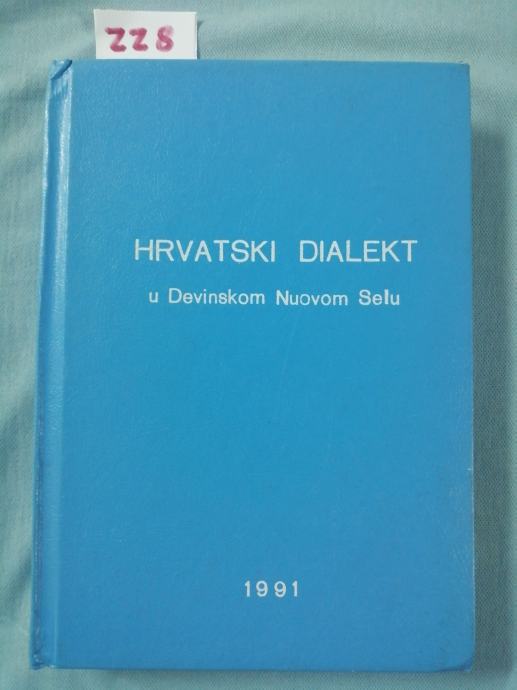 228
HRVATSKI DIALEKT
u Devinskom Nuovom Selu
1991